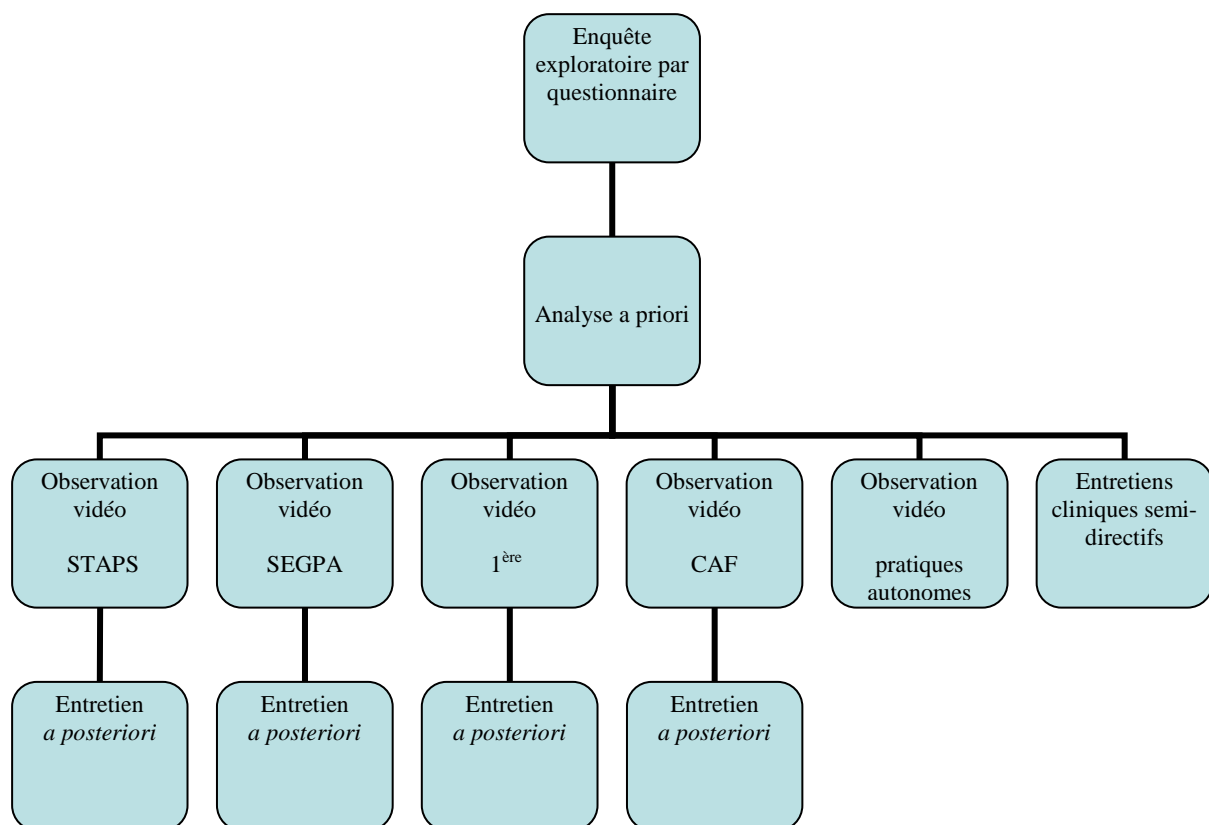 Enquête
exploratoire par
questionnaire
Analyse a priori
Observation
vidéo
STAPS
Observation
vidéo
SEGPA
Observation
vidéo
1ère
Observation
vidéo
CAF
Observation
vidéo
pratiques
autonomes
Entretiens
cliniques semi-
directifs
Entretien
a posteriori
Entretien
a posteriori
Entretien
a posteriori
Entretien
a posteriori